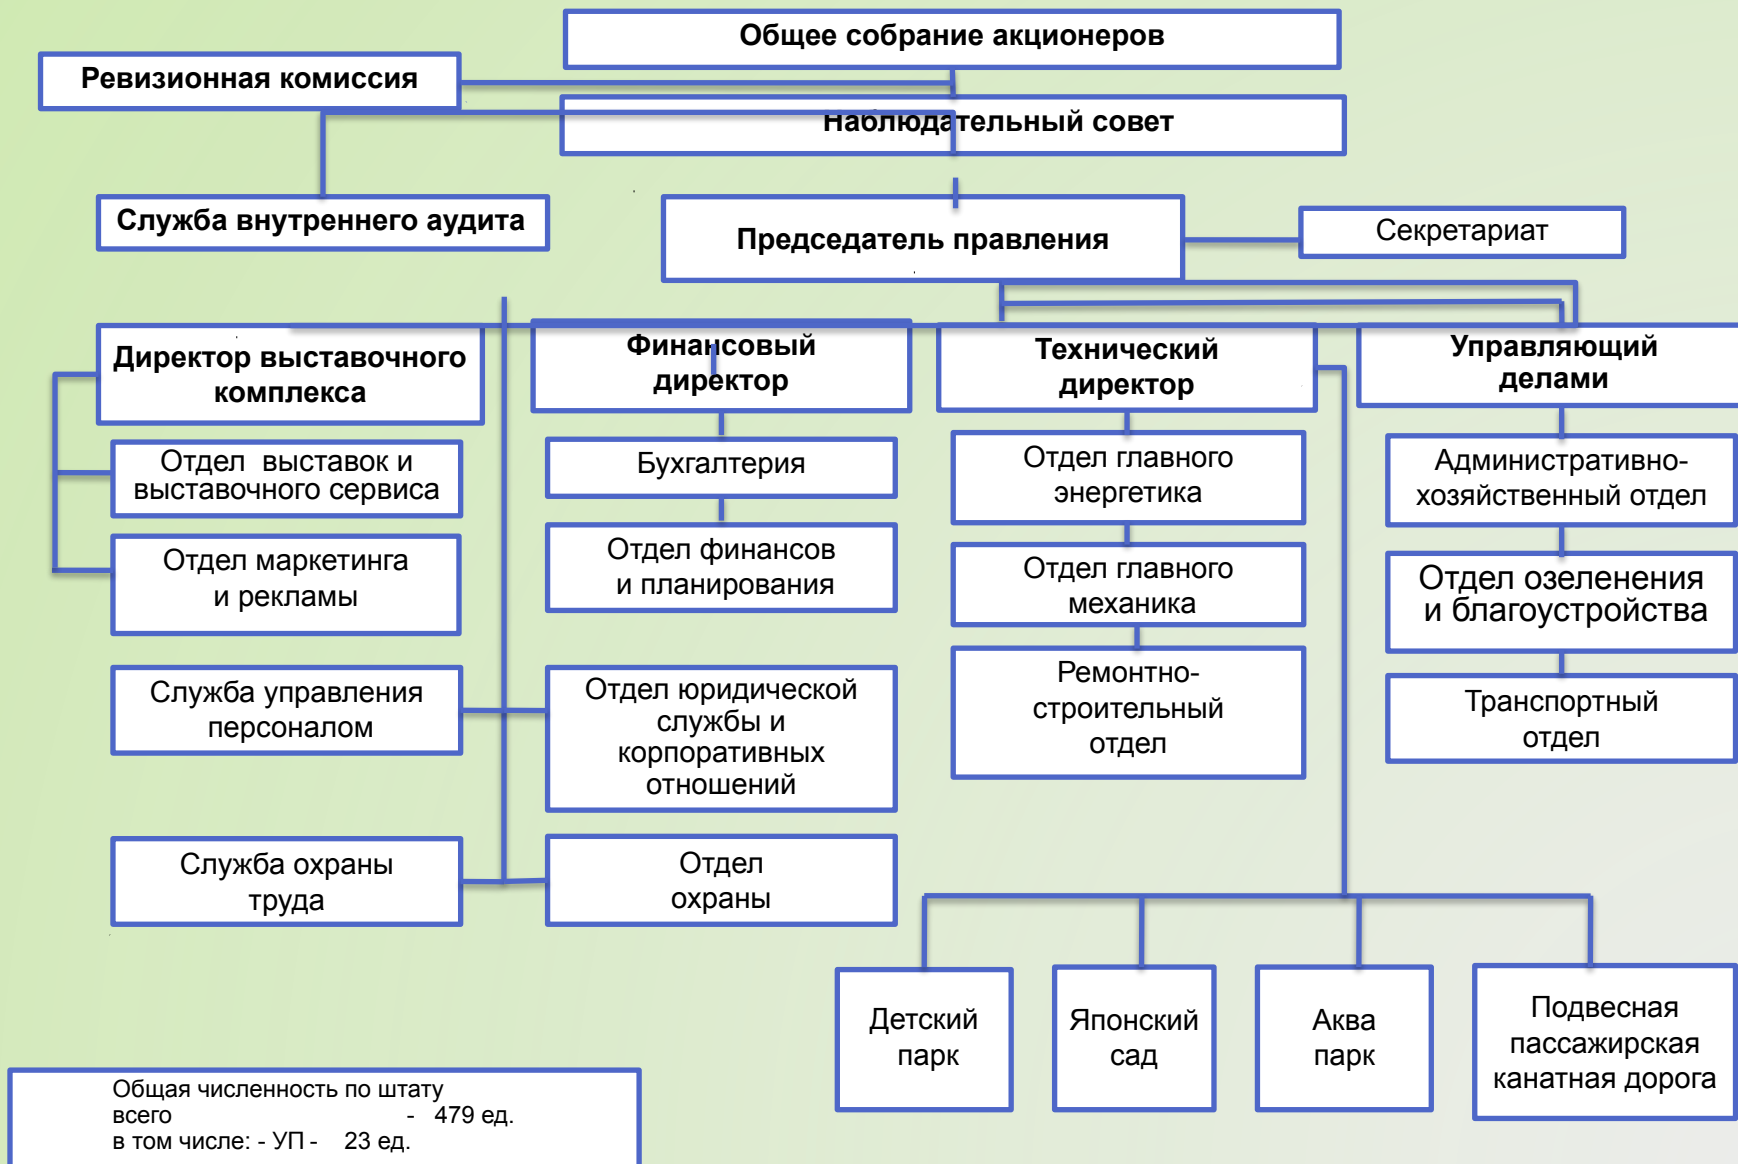 Общее собрание акционеров
Ревизионная комиссия
Наблюдательный совет
Служба внутреннего аудита
Председатель правления
Секретариат
Директор выставочного
комплекса
Финансовый
директор
Технический
директор
Управляющий
делами
Отдел выставок и
выставочного сервиса
Бухгалтерия
Отдел главного
энергетика
Административно-
хозяйственный отдел
Отдел маркетинга
и рекламы
Отдел финансов
и планирования
Отдел главного
механика
Отдел озеленения
и благоустройства
Служба управления
персоналом
Отдел юридической
службы и
корпоративных
отношений
Ремонтно-
строительный
отдел
Транспортный
отдел
Служба охраны
труда
Отдел
охраны
Детский
парк
Японский
сад
Аква
парк
Подвесная
пассажирская
канатная дорога
Общая численность по штату
всего - 479 ед.
в том числе: - УП - 23 ед.